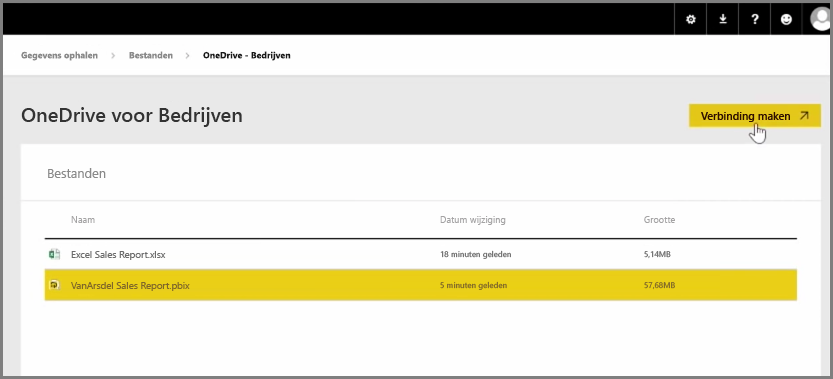 Gegevens ophalen > Bestanden > OneDrive - Bedrijven
OneDrive voor Bedrijven
Verbinding maken
Bestanden
Naam Datum wijziging Grootte
Excel Sales Report.xlsx 18 minuten geleden 5,14MB
VanArsdel Sales Report.pbix 5 minuten geleden 57,68MB